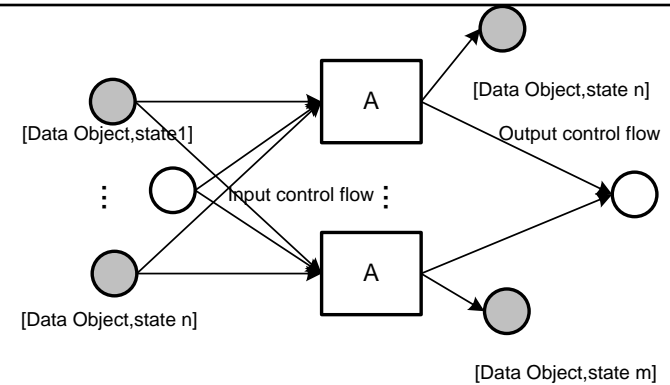 A
[Data Object,state n]
[Data Object,state1]
Output control flow
⋮
Input control flow
⋮
A
[Data Object,state n]
[Data Object,state m]